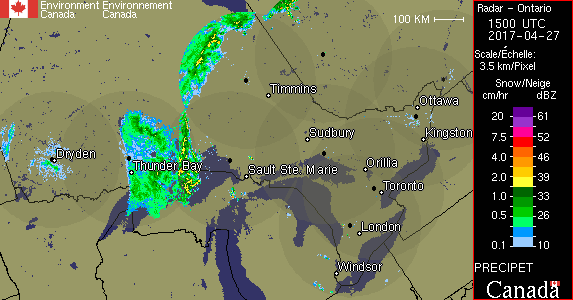 Environment Environnement
Canada Canada
100 KM
Timmins
Ottawa
Sudbury
Kingston
Dryden
Thunder Bay
Sault Ste. Marie
Orillia
Toronto
London
Windsor
Radar - Ontario
1500 UTC
2017-04-27
Scale/Échelle:
3.5 km/Pixel
Snow/Neige
cm/hr dBZ
20 61
7.5 52
4.0 46
2.0 39
1.0 33
0.5 26
0.1 10
PRECIPET
Canada